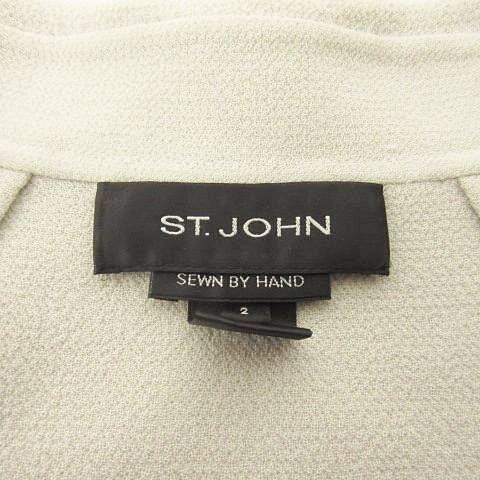 ST. JOHN
SEWN BY HAND
2